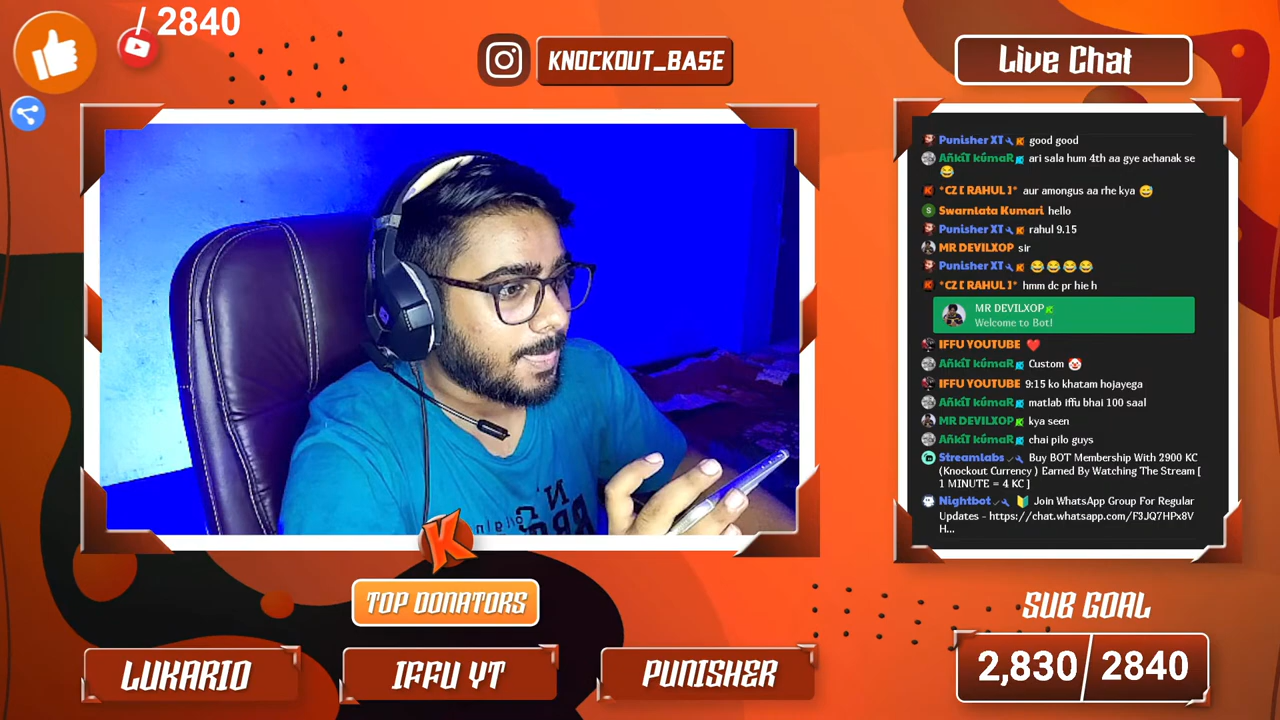 / 2840
KNOCKOUT_BASE
Live Chat
Punisher XT good good
Añkít kúmaR ari sala hum 4th aa gye achanak se
😂
*CZ [ RAHUL ]* aur amongus aa rhe kya 😅
S Swarnlata Kumari hello
Punisher XT rahul 9.15
MR DEVILXOP sir
Punisher XT 😂😂😂😂
*CZ [ RAHUL ]* hmm dc pr hie h
MR DEVILXOP
Welcome to Bot!
IFFU YOUTUBE ❤️
Añkít kúmaR Custom 🤡
IFFU YOUTUBE 9:15 ko khatam hojayega
Añkít kúmaR matlab iffu bhai 100 saal
MR DEVILXOP kya seen
Añkít kúmaR chai pilo guys
Streamlabs Buy BOT Membership With 2900 KC
(Knockout Currency ) Earned By Watching The Stream [
1 MINUTE = 4 KC ]
Nightbot 🔰 Join WhatsApp Group For Regular
Updates - https://chat.whatsapp.com/F3JQ7HPx8V
H...
K
TOP DONATORS
LUKARIO
IFFU YT
PUNISHER
SUB GOAL
2,830 / 2840